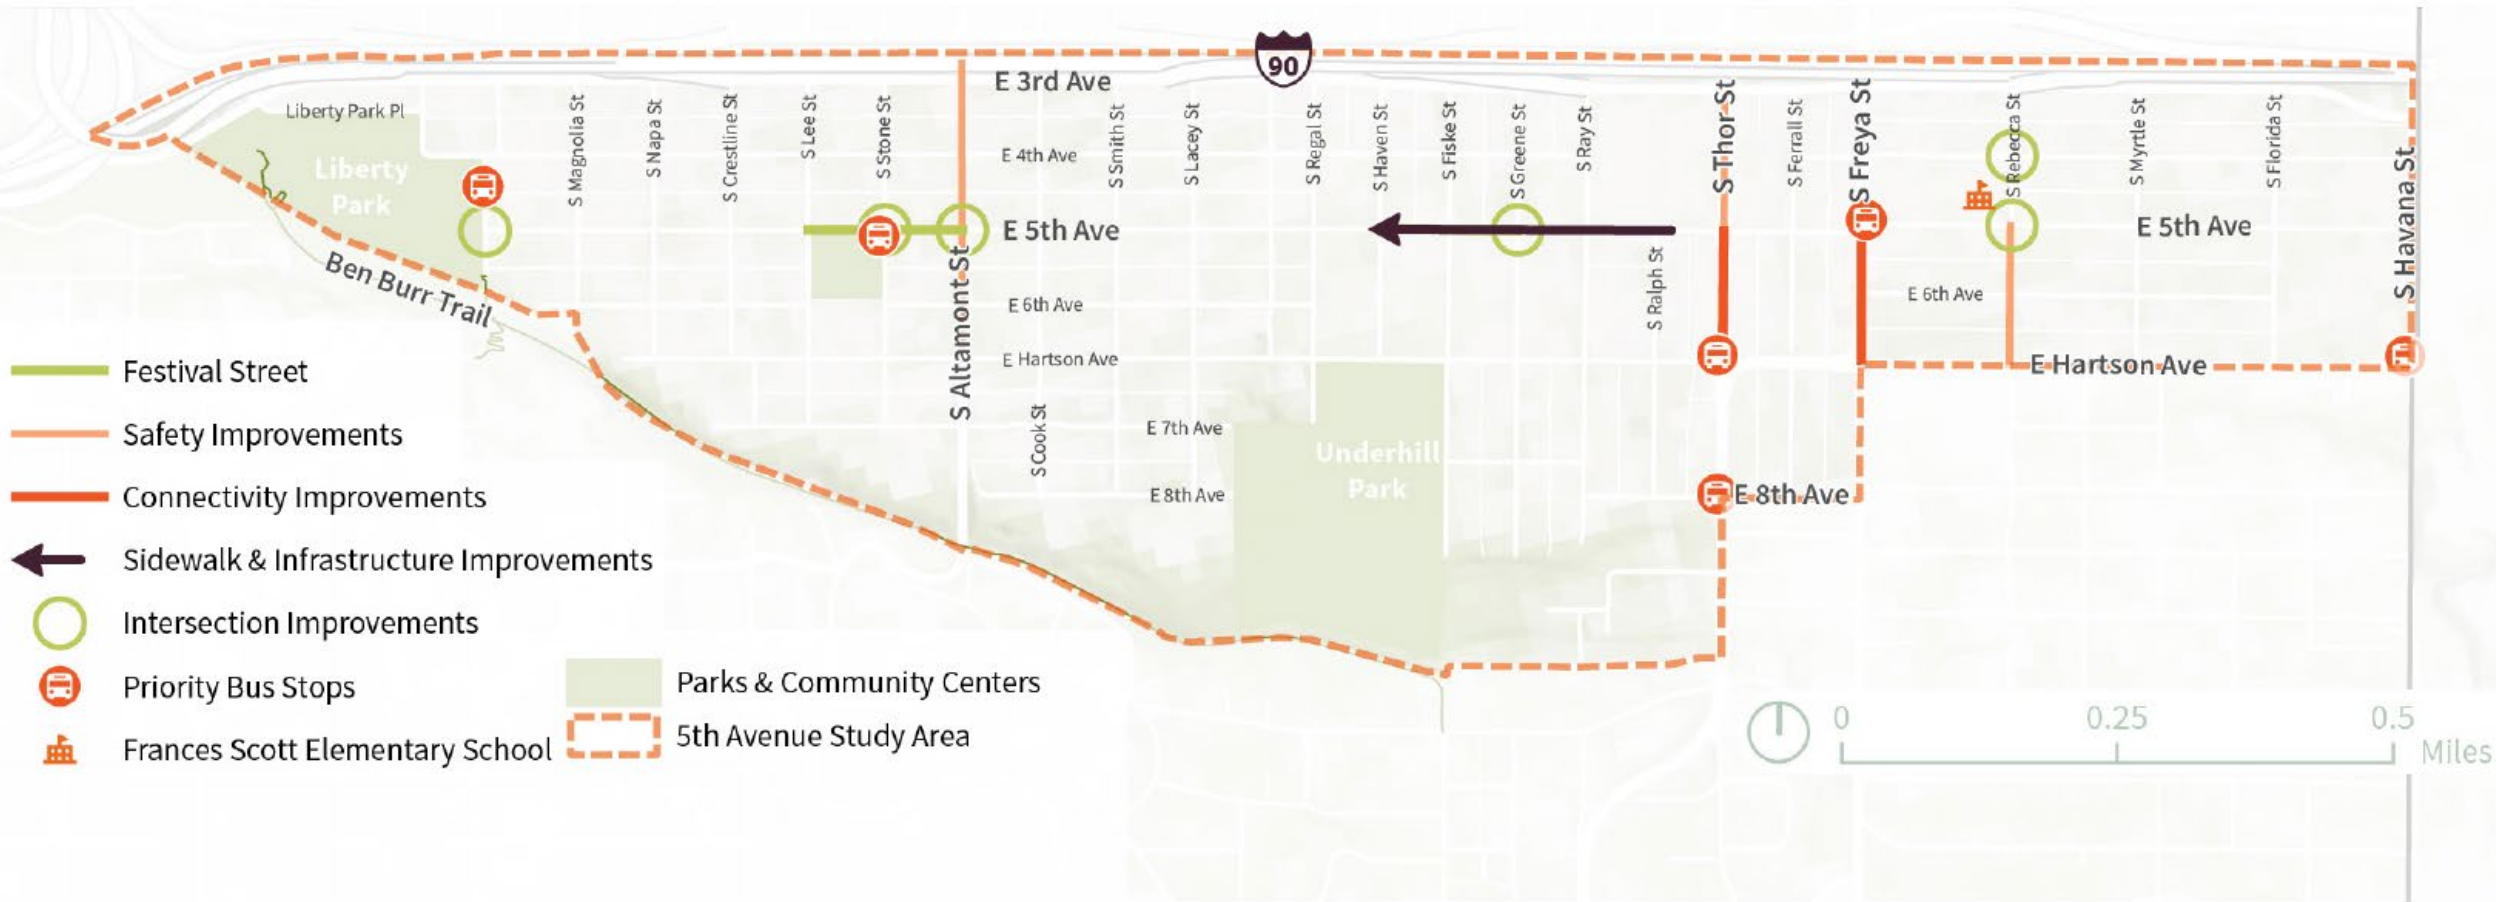 90
E 3rd Ave
Liberty Park Pl
Liberty
Park
S Magnolia St
S Napa St
S Crestline St
S Lee St
S Stone St
E 4th Ave
S Smith St
S Lacey St
S Regal St
S Haven St
S Fiske St
S Greene St
S Ray St
S Thor St
S Ferrall St
S Freya St
S Rebecca St
S Myrtle St
S Florida St
S Havana St
E 5th Ave
E 5th Ave
Ben Burr Trail
S Altamont St
E 6th Ave
S Ralph St
E 6th Ave
E Hartson Ave
E Hartson Ave
S Cook St
E 7th Ave
Underhill
Park
E 8th Ave
E 8th Ave
Festival Street
Safety Improvements
Connectivity Improvements
Sidewalk & Infrastructure Improvements
Intersection Improvements
Priority Bus Stops
Frances Scott Elementary School
Parks & Community Centers
5th Avenue Study Area
0 0.25 0.5
Miles